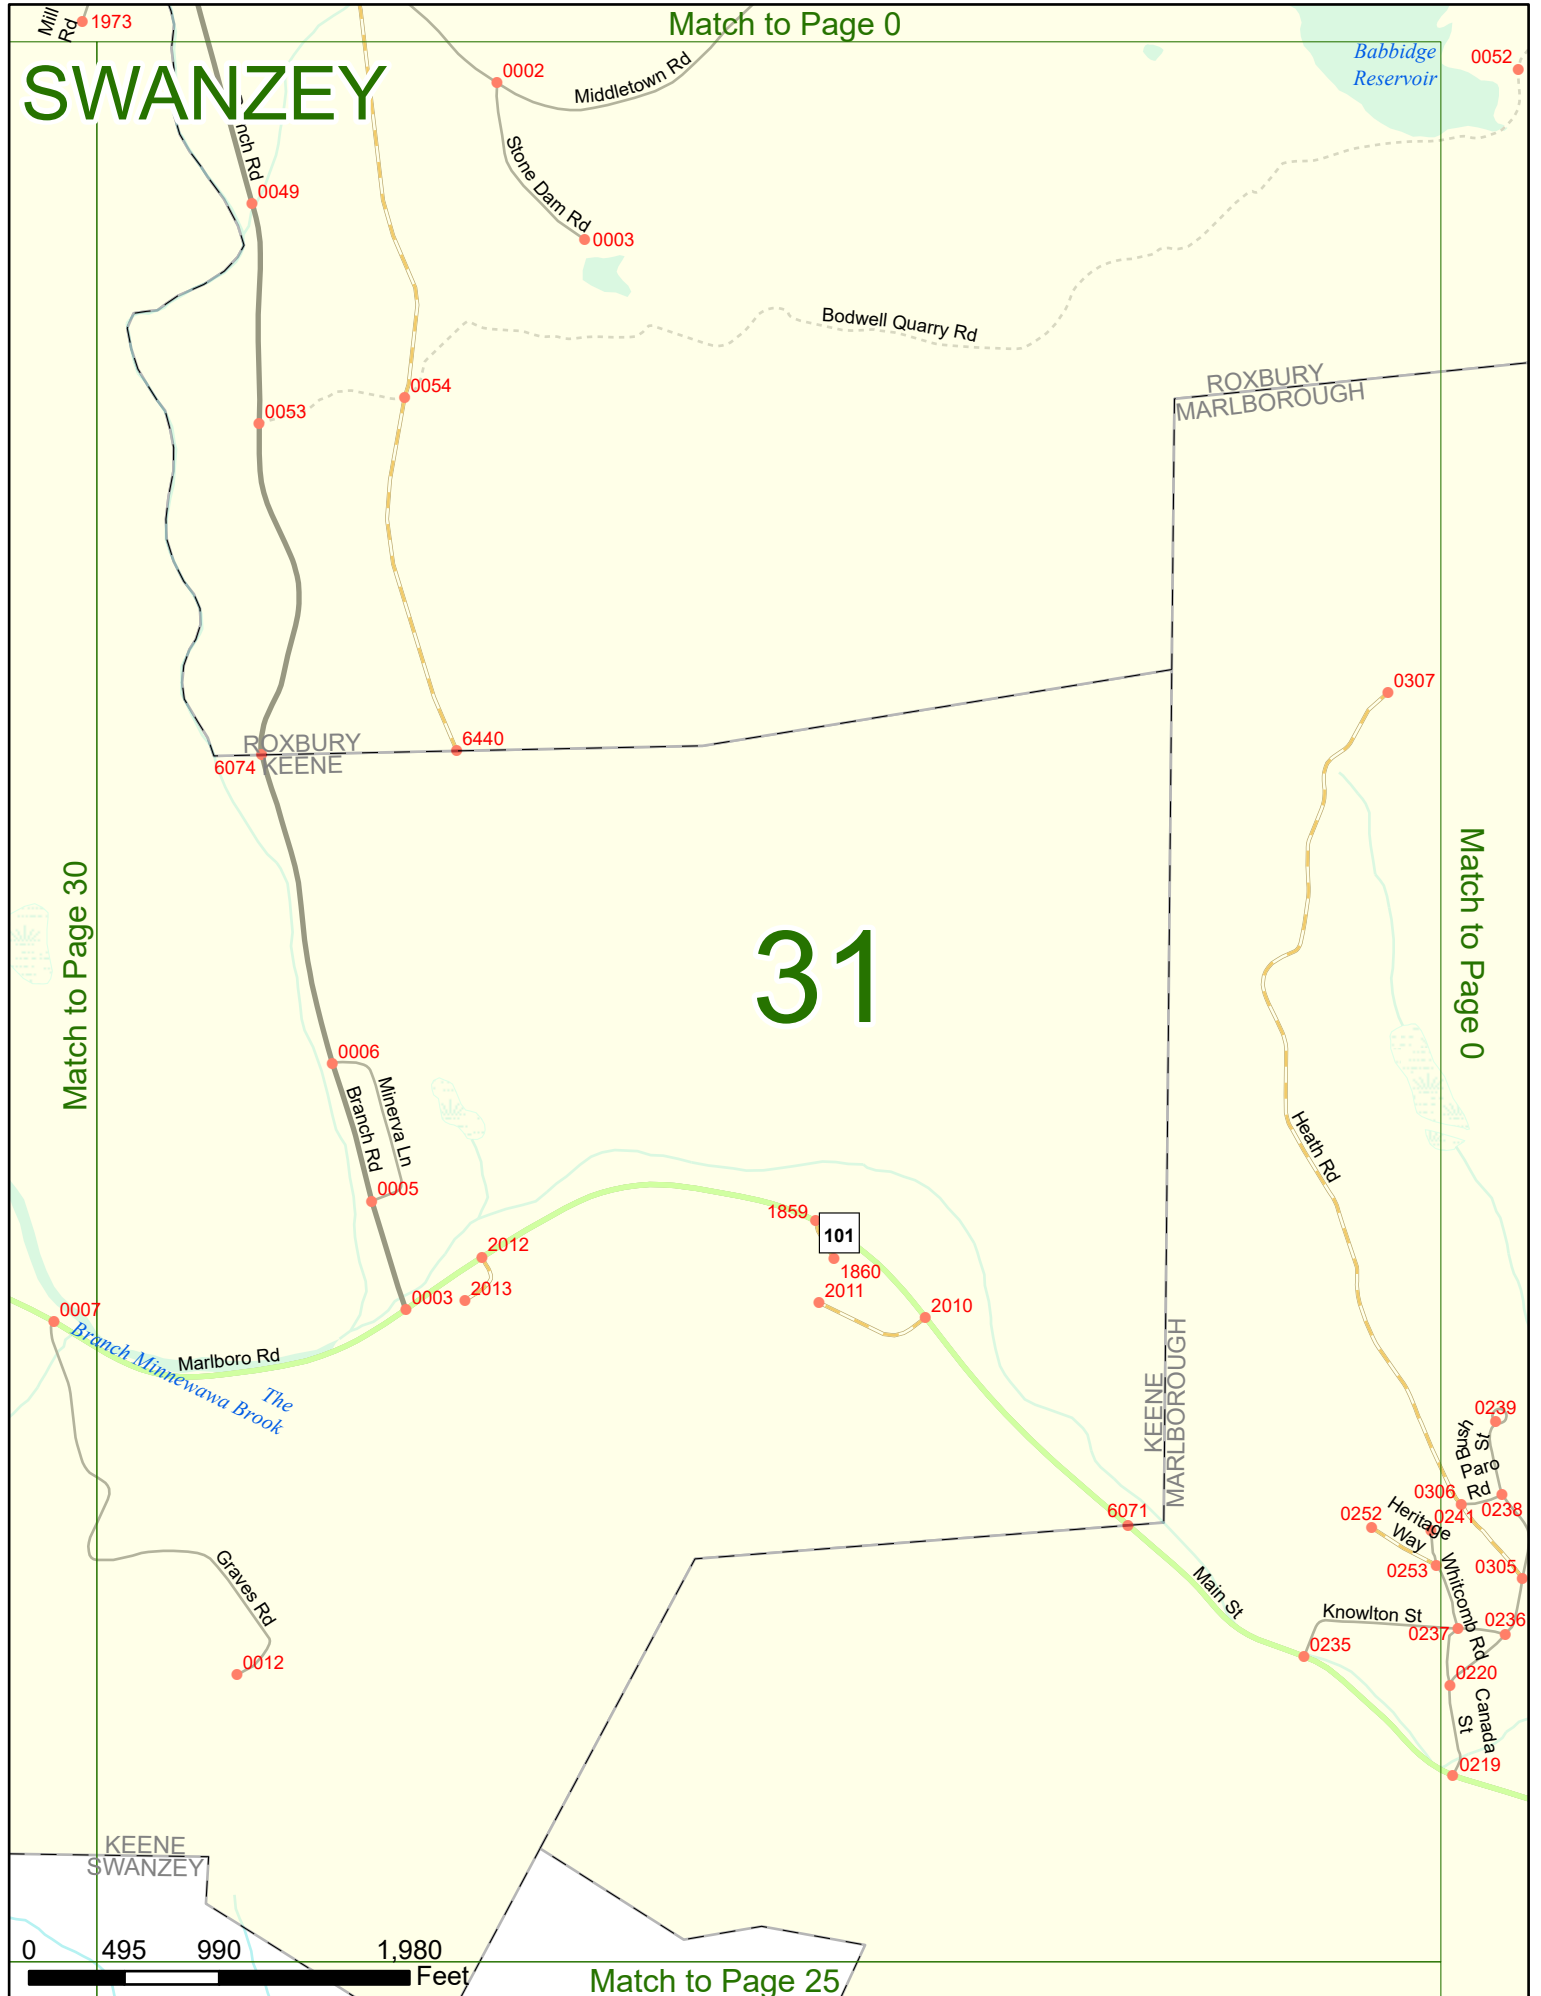 Match to Page 0
Mill
Rd
1973
SWANZEY
Babbidge
Reservoir
0052
0002
Middletown Rd
nch Rd
Stone Dam Rd
0049
0003
Bodwell Quarry Rd
0054
0053
ROXBURY
MARLBOROUGH
0307
ROXBURY
KEENE
6074
6440
Match to Page 30
Match to Page 0
31
0006
Minerva Ln
Branch Rd
0005
Heath Rd
1859
101
1860
2012
2013
2011
2010
0003
0007
Marlboro Rd
The
Branch Minnewawa Brook
KEENE
MARLBOROUGH
0239
Bush
St
Paro
Rd
0306
0238
0241
0252
Heritage
Way
6071
0253
0305
Graves Rd
Main St
Whitcomb Rd
Knowlton St
0237
0236
0235
0012
0220
Canada
St
0219
KEENE
SWANZEY
0 495 990 1,980
Feet
Match to Page 25